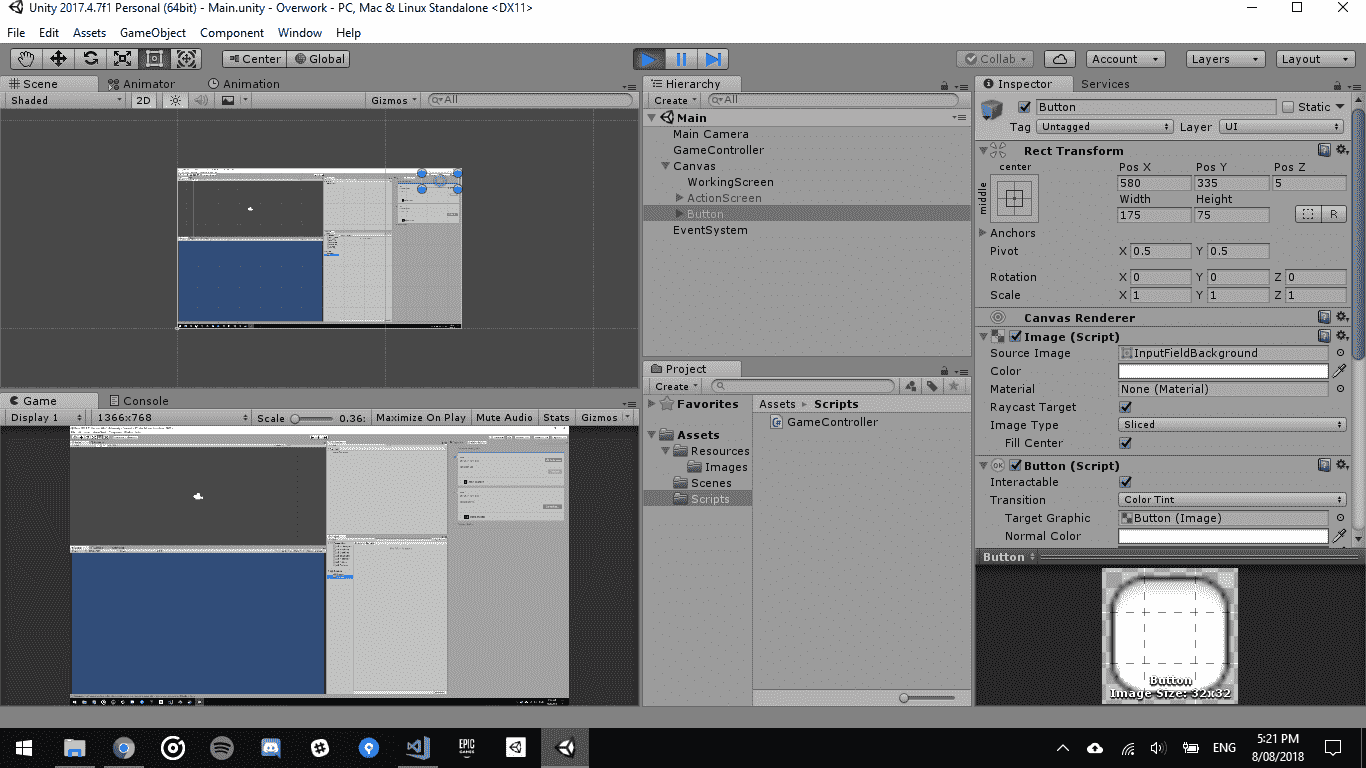 Unity 2017.4.7f1 Personal (64bit) - Main.unity - Overwork - PC, Mac & Linux Standalone <DX11>
File Edit Assets GameObject Component Window Help
Center Global Collab Account Layers Layout
Scene Animator Animation
Shaded 2D Gizmos All
Game Console
Display 1 1366x768 Scale 0.36: Maximize On Play Mute Audio Stats Gizmos
Hierarchy
Create All
Main
Main Camera
GameController
Canvas
WorkingScreen
ActionScreen
Button
EventSystem
Project
Create
Favorites
Assets
Resources
Images
Scenes
Scripts
Assets Scripts
GameController
Inspector Services
Button Static
Tag Untagged Layer UI
Rect Transform
center Pos X Pos Y Pos Z
middle 580 335 5
Width Height
175 75 R
Anchors
Pivot X 0.5 Y 0.5
Rotation X 0 Y 0 Z 0
Scale X 1 Y 1 Z 1
Canvas Renderer
Image (Script)
Source Image InputFieldBackground
Color
Material None (Material)
Raycast Target
Image Type Sliced
Fill Center
OK Button (Script)
Interactable
Transition Color Tint
Target Graphic Button (Image)
Normal Color
Button
Button
Image Size: 32x32
EPIC GAMES
ENG 5:21 PM
8/08/2018